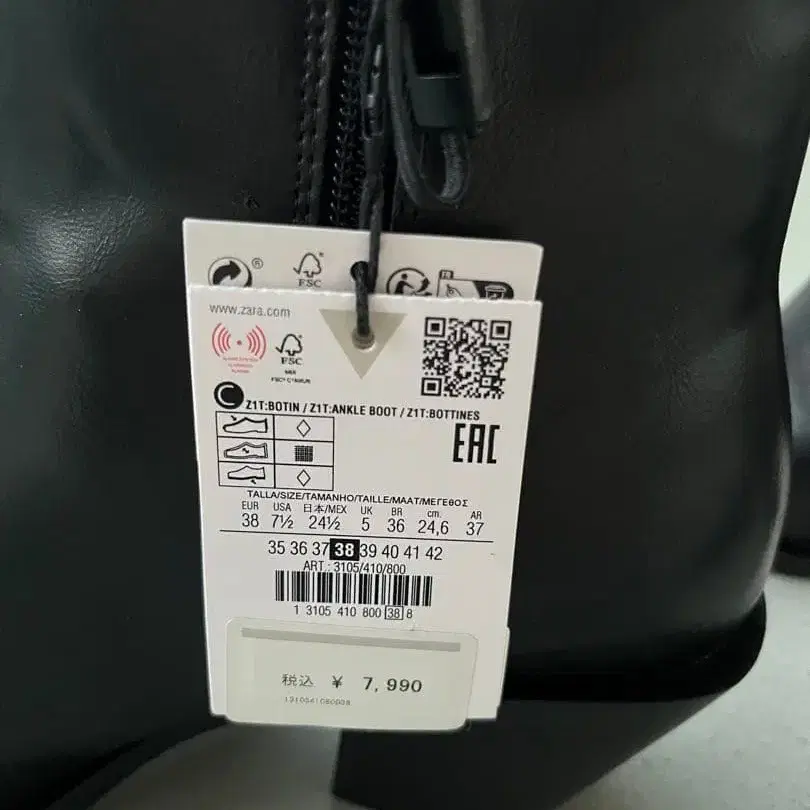 ®
FSC
FR
www.zara.com
FSC
MIX
C Z1T:BOTIN / Z1T:ANKLE BOOT / Z1T:BOTTINES
EAC
TALLA/SIZE/TAMANHO/TAILLE/MAAT/ΜΕΓΕΘΟΣ
EUR USA 日本/MEX UK BR cm. AR
38 7½ 24½ 5 36 24,6 37
35 36 37 38 39 40 41 42
ART.: 3105/410/800
1 3105 410 800 38 8
税込 ¥ 7,990